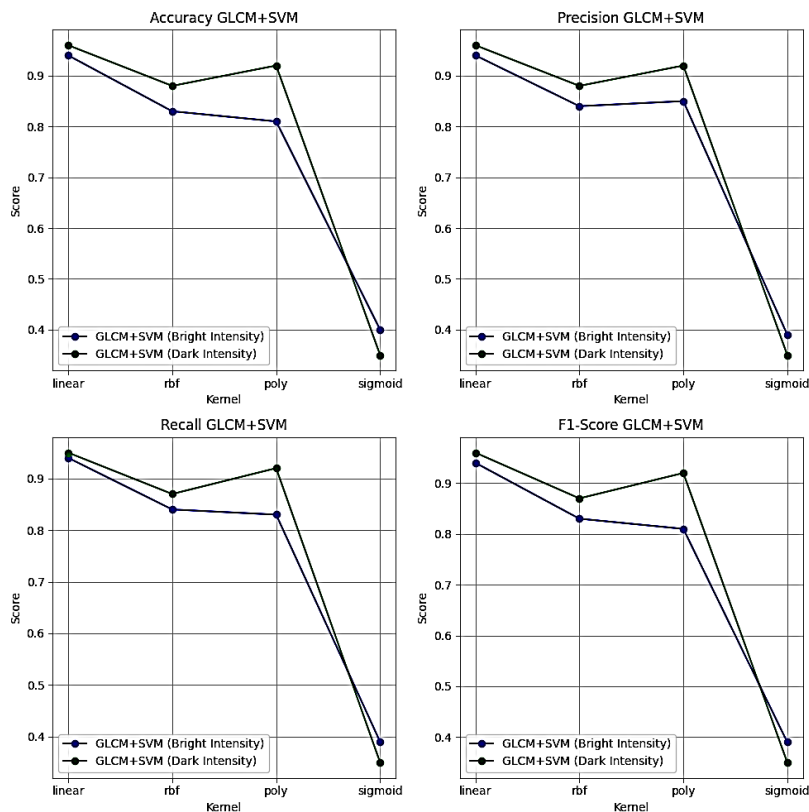 Accuracy GLCM+SVM
Score
0.9
0.8
0.7
0.6
0.5
0.4
GLCM+SVM (Bright Intensity)
GLCM+SVM (Dark Intensity)
linear rbf poly sigmoid
Kernel
Precision GLCM+SVM
Score
0.9
0.8
0.7
0.6
0.5
0.4
GLCM+SVM (Bright Intensity)
GLCM+SVM (Dark Intensity)
linear rbf poly sigmoid
Kernel
Recall GLCM+SVM
Score
0.9
0.8
0.7
0.6
0.5
0.4
GLCM+SVM (Bright Intensity)
GLCM+SVM (Dark Intensity)
linear rbf poly sigmoid
Kernel
F1-Score GLCM+SVM
Score
0.9
0.8
0.7
0.6
0.5
0.4
GLCM+SVM (Bright Intensity)
GLCM+SVM (Dark Intensity)
linear rbf poly sigmoid
Kernel